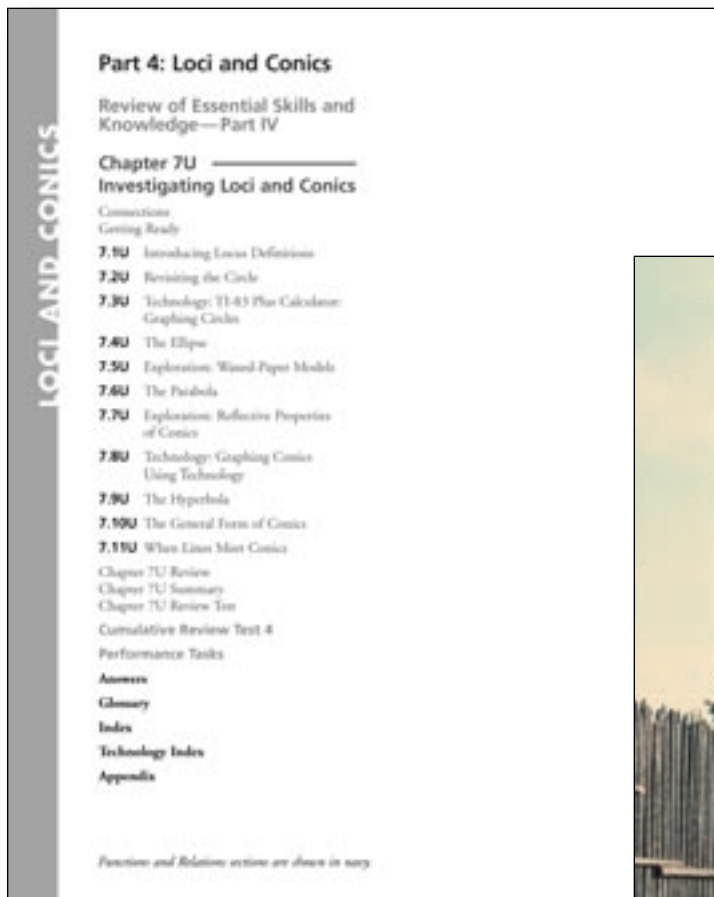 LOCI AND CONICS
Part 4: Loci and Conics
Review of Essential Skills and
Knowledge—Part IV
Chapter 7U
Investigating Loci and Conics
Connections
Getting Ready
7.1U Introducing Locus Definitions
7.2U Revisiting the Circle
7.3U Technology: TI-83 Plus Calculator:
Graphing Circles
7.4U The Ellipse
7.5U Exploration: Waxed-Paper Models
7.6U The Parabola
7.7U Exploration: Reflective Properties
of Conics
7.8U Technology: Graphing Conics
Using Technology
7.9U The Hyperbola
7.10U The General Form of Conics
7.11U When Lines Meet Conics
Chapter 7U Review
Chapter 7U Summary
Chapter 7U Review Test
Cumulative Review Test 4
Performance Tasks
Answers
Glossary
Index
Technology Index
Appendix
Functions and Relations sections are shown in navy.